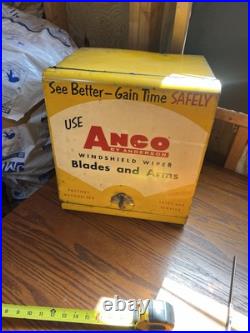 See Better-Gain Time SAFELY
USE
ANCO
BY ANDERSON
WINDSHIELD WIPER
Blades and Arms